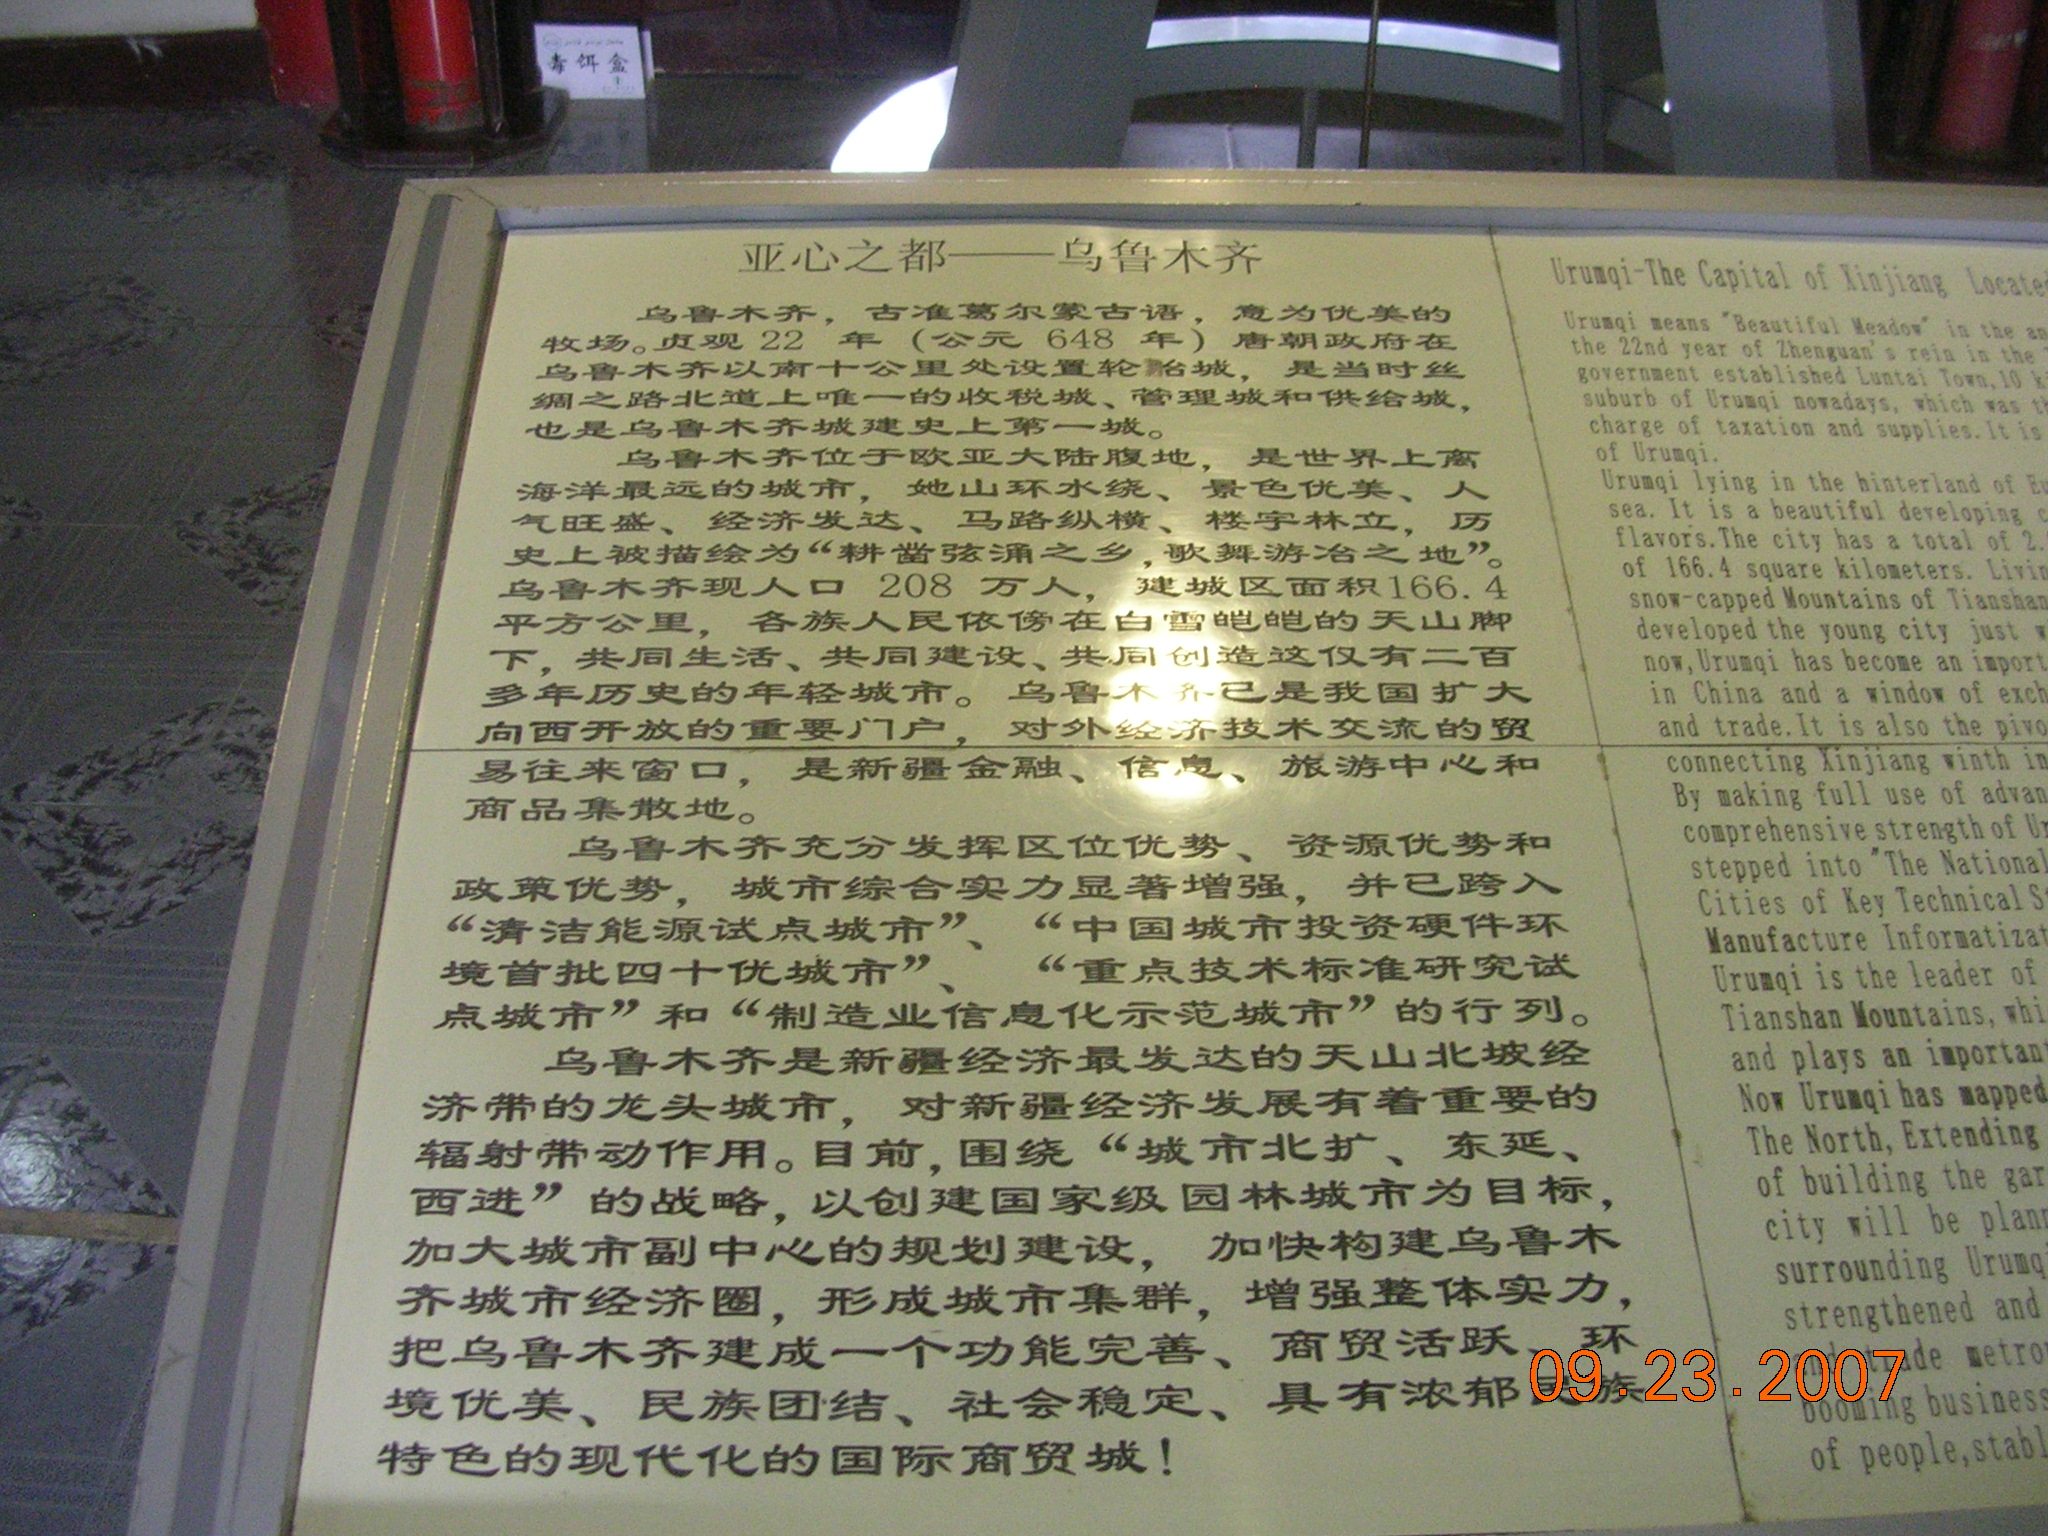 毒饵盒
亚心之都——乌鲁木齐
乌鲁木齐，古准葛尔蒙古语，意为优美的
牧场。贞观 22 年（公元 648 年）唐朝政府在
乌鲁木齐以南十公里处设置轮胎城，是当时丝
绸之路北道上唯一的收税城、管理城和供给城，
也是乌鲁木齐城建史上第一城。
乌鲁木齐位于欧亚大陆腹地，是世界上离
海洋最远的城市，她山环水绕、景色优美、人
气旺盛、经济发达、马路纵横、楼宇林立，历
史上被描绘为“耕凿弦涌之乡，歌舞游冶之地”。
乌鲁木齐现人口 208 万人，建城区面积166.4
平方公里，各族人民依傍在白雪皑皑的天山脚
下，共同生活、共同建设、共同创造这仅有二百
多年历史的年轻城市。乌鲁木齐已是我国扩大
向西开放的重要门户，对外经济技术交流的贸
易往来窗口，是新疆金融、信息、旅游中心和
商品集散地。
乌鲁木齐充分发挥区位优势、资源优势和
政策优势，城市综合实力显著增强，并已跨入
“清洁能源试点城市”、“中国城市投资硬件环
境首批四十优城市”、“重点技术标准研究试
点城市”和“制造业信息化示范城市”的行列。
乌鲁木齐是新疆经济最发达的天山北坡经
济带的龙头城市，对新疆经济发展有着重要的
辐射带动作用。目前，围绕“城市北扩、东延、
西进”的战略，以创建国家级园林城市为目标，
加大城市副中心的规划建设，加快构建乌鲁木
齐城市经济圈，形成城市集群，增强整体实力，
把乌鲁木齐建成一个功能完善、商贸活跃、环
境优美、民族团结、社会稳定、具有浓郁民族
特色的现代化的国际商贸城！
Urumqi-The Capital of Xinjiang Located
Urumqi means "Beautiful Meadow" in the an
the 22nd year of Zhenguan's rein in the
government established Luntai Town,10 k
suburb of Urumqi nowadays, which was th
charge of taxation and supplies.It is
of Urumqi.
Urumqi lying in the hinterland of Eu
sea. It is a beautiful developing c
flavors.The city has a total of 2.
of 166.4 square kilometers. Livin
snow-capped Mountains of Tianshan
developed the young city just w
now,Urumqi has become an import
in China and a window of exch
and trade.It is also the pivo
connecting Xinjiang winth in
By making full use of advan
comprehensive strength of Ur
stepped into "The National
Cities of Key Technical S
Manufacture Informatizat
Urumqi is the leader of
Tianshan Mountains, whi
and plays an important
Now Urumqi has mapped
The North, Extending
of building the gar
city will be plann
surrounding Urumq
strengthened and
and trade metro
booming business
of people,stabl
09.23.2007